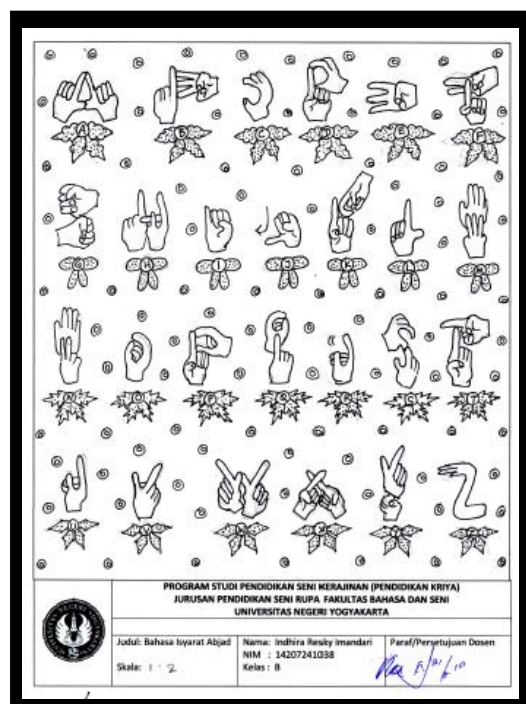 A B C D E F
G H I J K L M
N O P Q R S T
U V W X Y Z
PROGRAM STUDI PENDIDIKAN SENI KERAJINAN (PENDIDIKAN KRIYA)
JURUSAN PENDIDIKAN SENI RUPA FAKULTAS BAHASA DAN SENI
UNIVERSITAS NEGERI YOGYAKARTA
Judul: Bahasa Isyarat Abjad
Skala: 1 : 2
Nama: Indhira Resky Imandari
NIM : 14207241038
Kelas : B
Paraf/Persetujuan Dosen